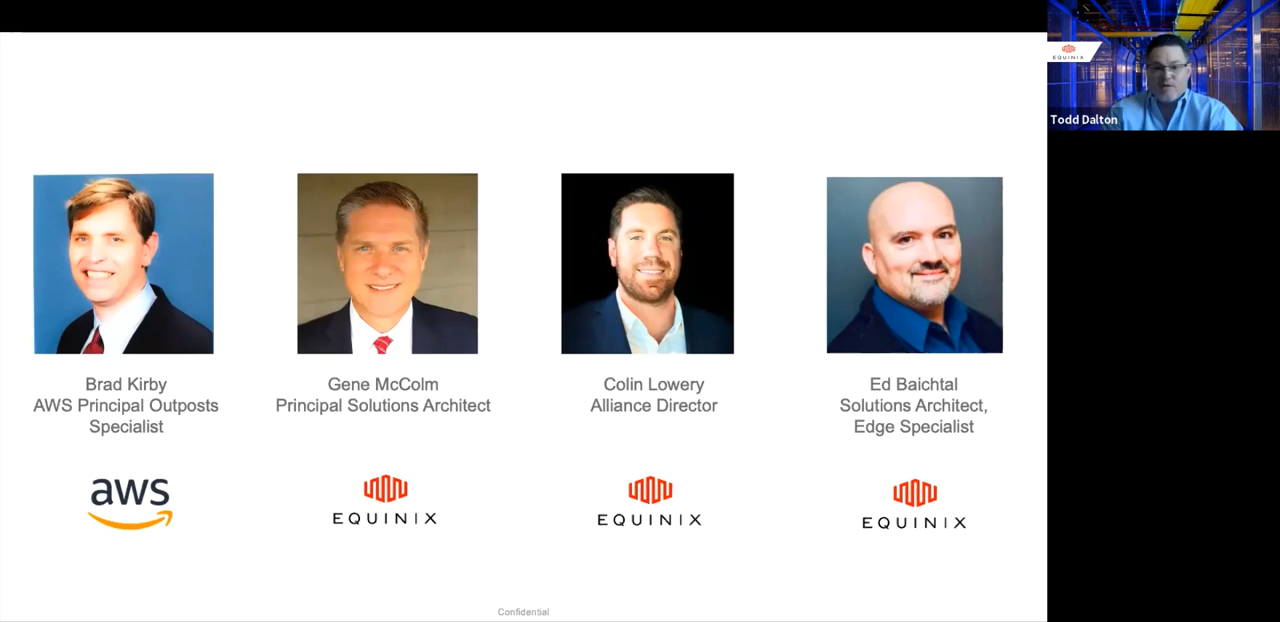 EQUINIX
Todd Dalton
Brad Kirby
AWS Principal Outposts
Specialist
aws
Gene McColm
Principal Solutions Architect
EQUINIX
Colin Lowery
Alliance Director
EQUINIX
Ed Baichtal
Solutions Architect,
Edge Specialist
EQUINIX
Confidential